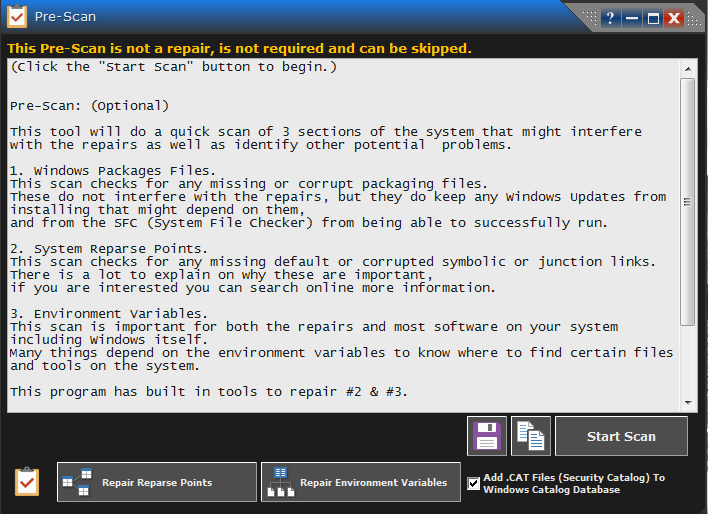 Pre-Scan
?
This Pre-Scan is not a repair, is not required and can be skipped.
(Click the "Start Scan" button to begin.)
Pre-Scan: (Optional)
This tool will do a quick scan of 3 sections of the system that might interfere
with the repairs as well as identify other potential  problems.
1. Windows Packages Files.
This scan checks for any missing or corrupt packaging files.
These do not interfere with the repairs, but they do keep any Windows Updates from
installing that might depend on them,
and from the SFC (System File Checker) from being able to successfully run.
2. System Reparse Points.
This scan checks for any missing default or corrupted symbolic or junction links.
There is a lot to explain on why these are important,
if you are interested you can search online more information.
3. Environment Variables.
This scan is important for both the repairs and most software on your system
including Windows itself.
Many things depend on the environment variables to know where to find certain files
and tools on the system.
This program has built in tools to repair #2 & #3.
Start Scan
Repair Reparse Points
Repair Environment Variables
Add .CAT Files (Security Catalog) To
Windows Catalog Database